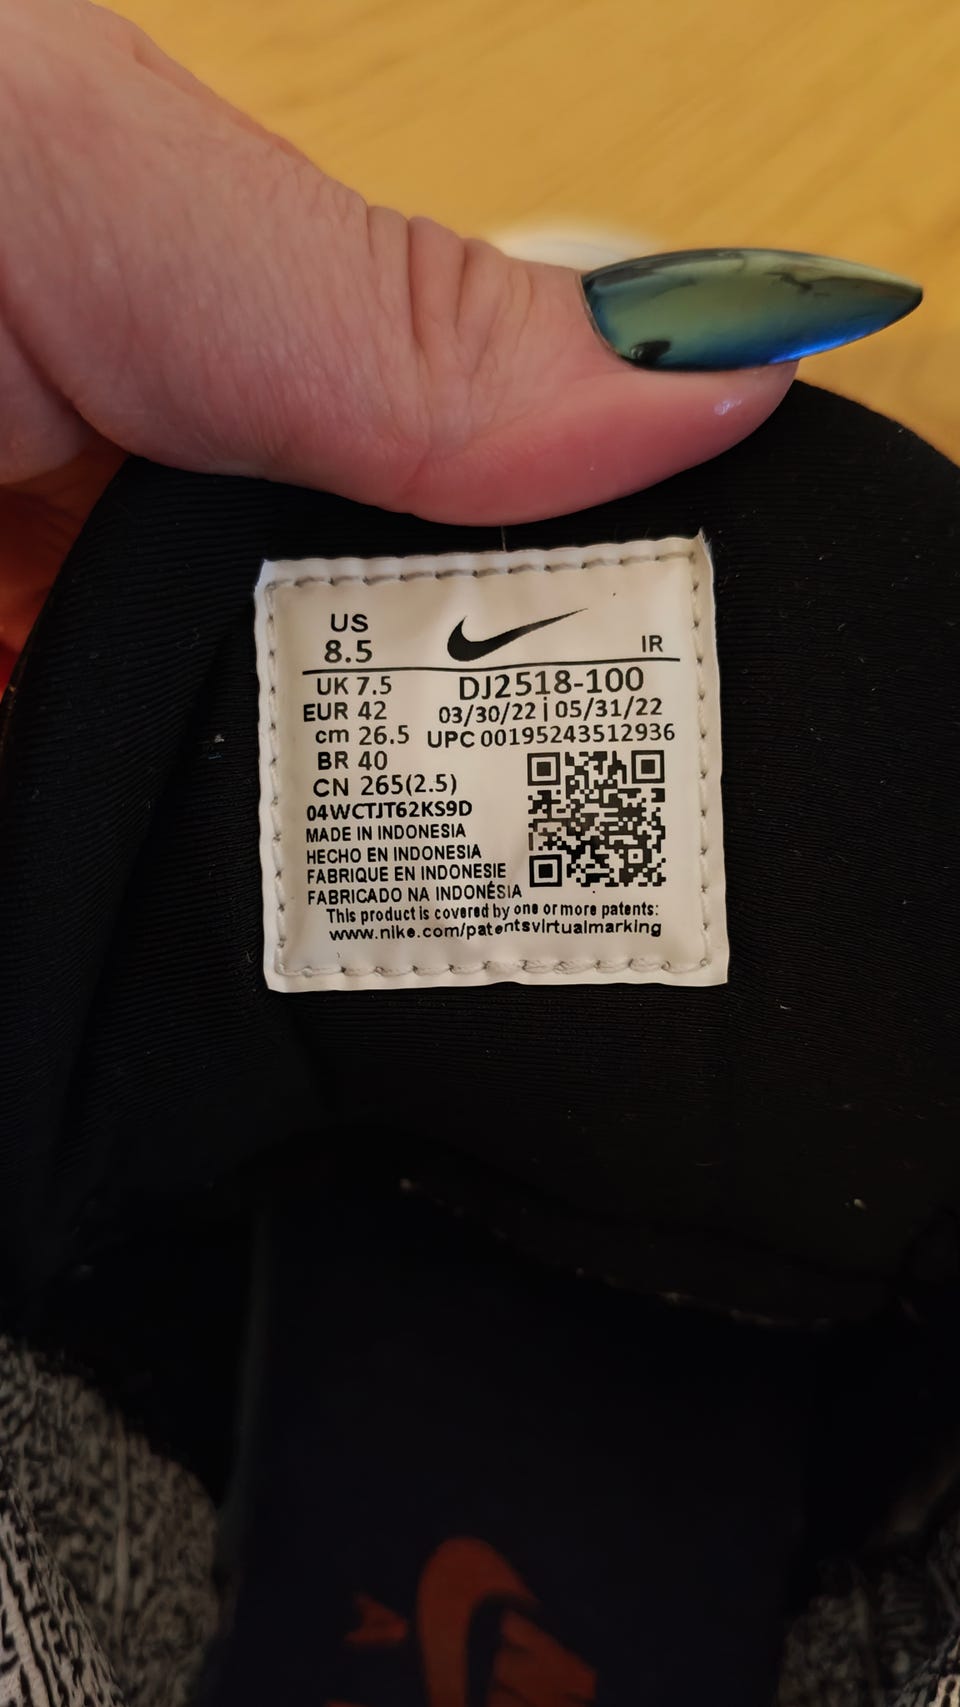 US
8.5
IR
UK 7.5
EUR 42
cm 26.5
BR 40
CN 265(2.5)
DJ2518-100
03/30/22 | 05/31/22
UPC 00195243512936
04WCTJT62KS9D
MADE IN INDONESIA
HECHO EN INDONESIA
FABRIQUE EN INDONESIE
FABRICADO NA INDONÉSIA
This product is covered by one or more patents:
www.nike.com/patentsvirtualmarking